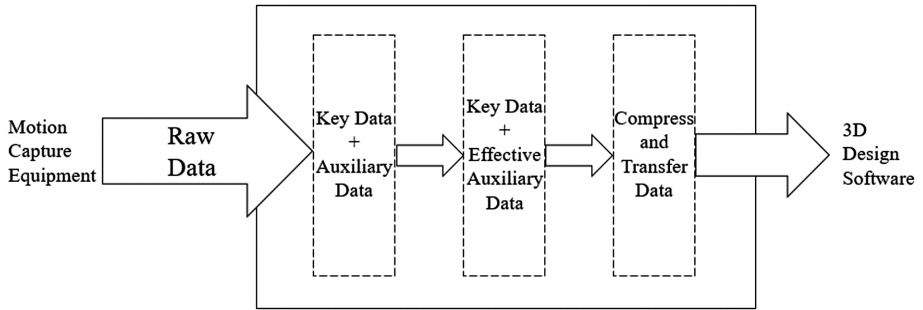 Motion
Capture
Equipment
Raw
Data
Key Data
+
Auxiliary
Data
Key Data
+
Effective
Auxiliary
Data
Compress
and
Transfer
Data
3D
Design
Software